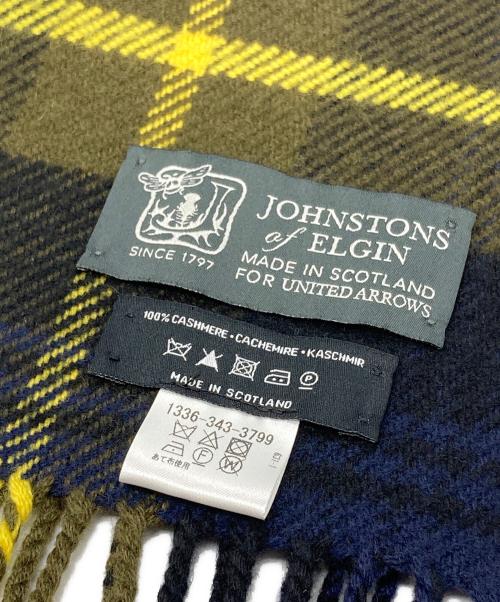 JOHNSTONS
of ELGIN
SINCE 1797
MADE IN SCOTLAND
FOR UNITED ARROWS
100% CASHMERE • CACHEMIRE • KASCHMIR
P
MADE IN SCOTLAND
1336-343-3799
F W
あて布使用